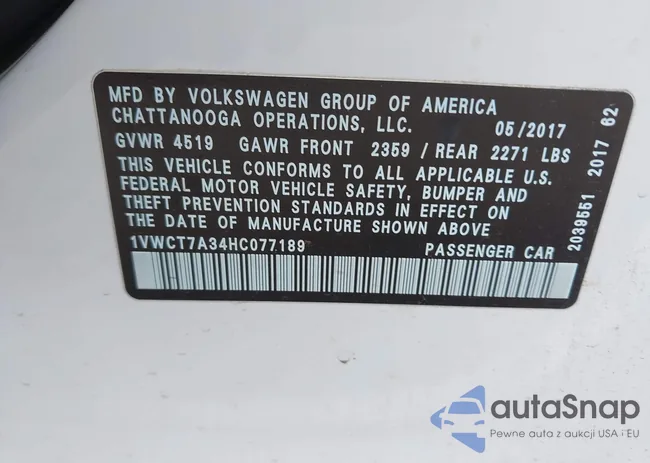 MFD BY VOLKSWAGEN GROUP OF AMERICA
CHATTANOOGA OPERATIONS, LLC. 05/2017
GVWR 4519 GAWR FRONT 2359 / REAR 2271 LBS
THIS VEHICLE CONFORMS TO ALL APPLICABLE U.S.
FEDERAL MOTOR VEHICLE SAFETY, BUMPER AND
THEFT PREVENTION STANDARDS IN EFFECT ON
THE DATE OF MANUFACTURE SHOWN ABOVE
1VWCT7A34HC077189 PASSENGER CAR
2039551 2017 62
autaSnap
Pewne auta z aukcji USA - EU